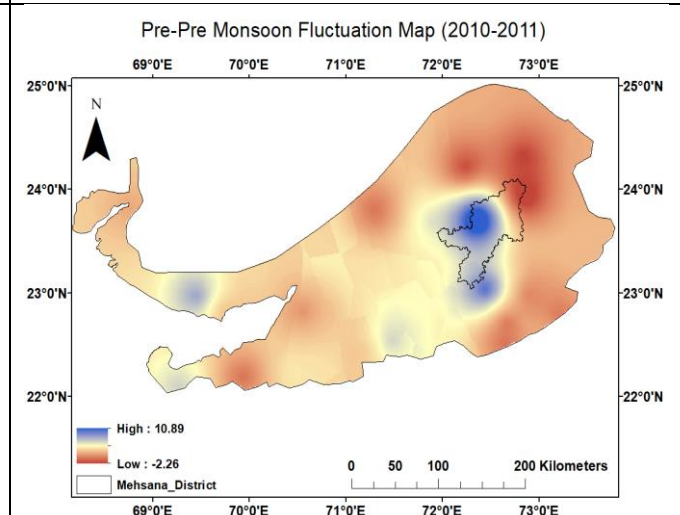 Pre-Pre Monsoon Fluctuation Map (2010-2011)
69°0'E 70°0'E 71°0'E 72°0'E 73°0'E
25°0'N 25°0'N
N
24°0'N 24°0'N
23°0'N 23°0'N
22°0'N 22°0'N
High : 10.89
Low : -2.26
0 50 100 200 Kilometers
Mehsana_District
69°0'E 70°0'E 71°0'E 72°0'E 73°0'E